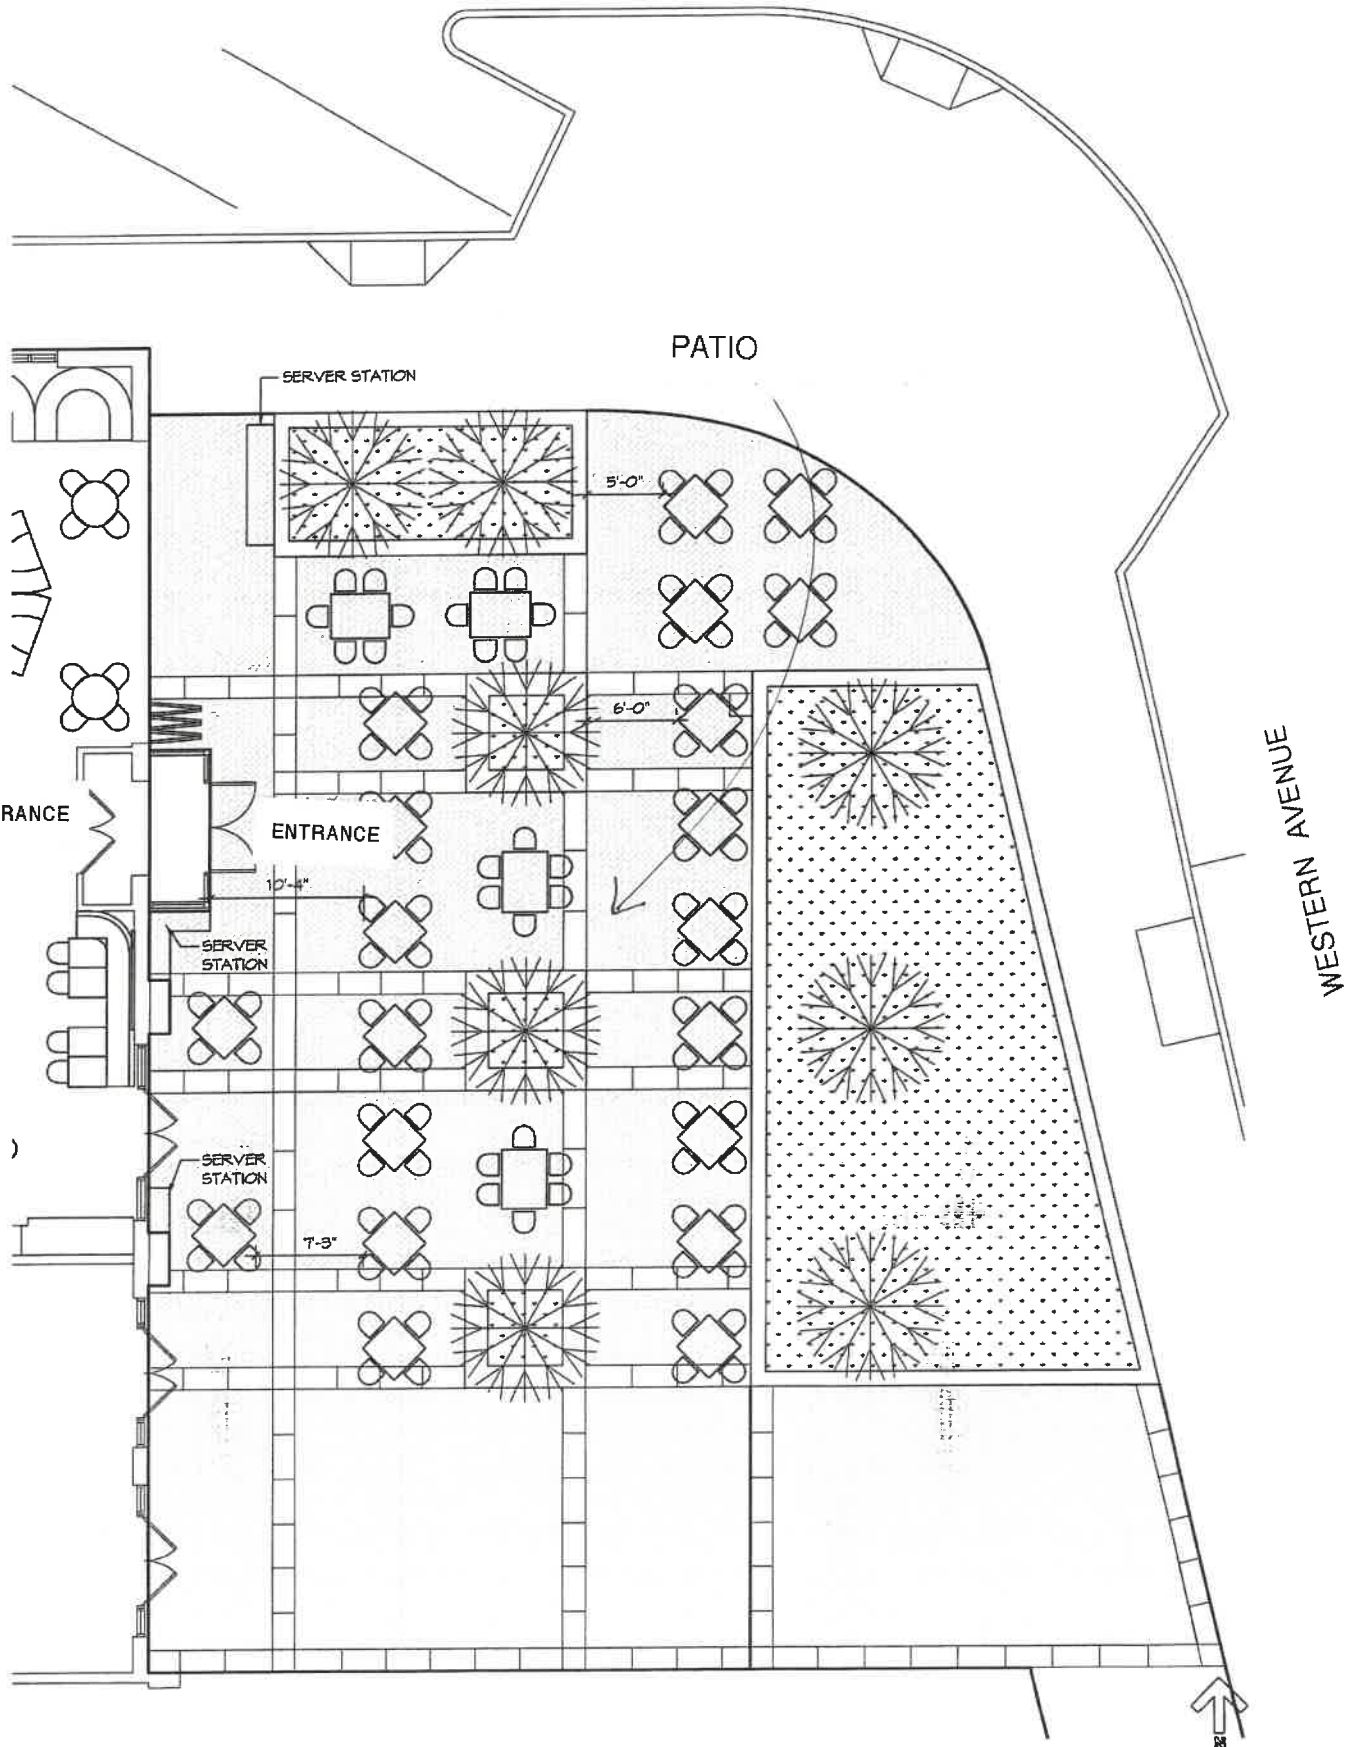 PATIO
SERVER STATION
5'-0"
6'-0"
RANCE
ENTRANCE
10'-4"
SERVER
STATION
SERVER
STATION
7'-3"
WESTERN AVENUE